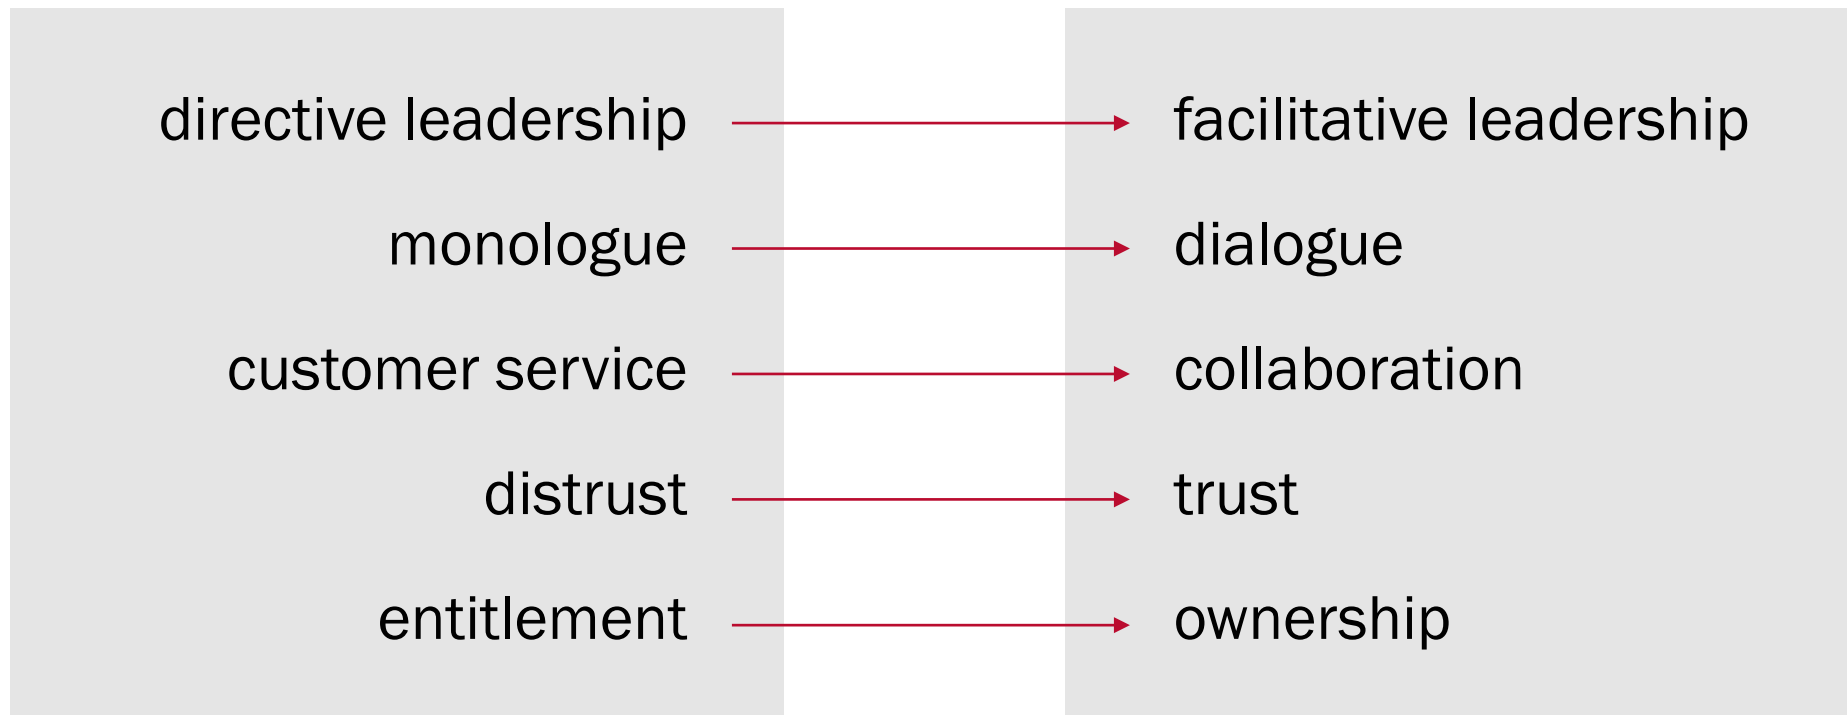 directive leadership facilitative leadership
monologue dialogue
customer service collaboration
distrust trust
entitlement ownership